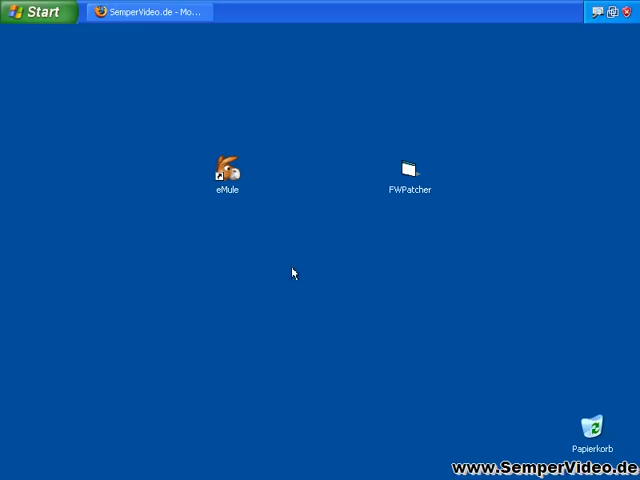 Start
SemperVideo.de - Mo...
eMule
FWPatcher
Papierkorb
www.SemperVideo.de